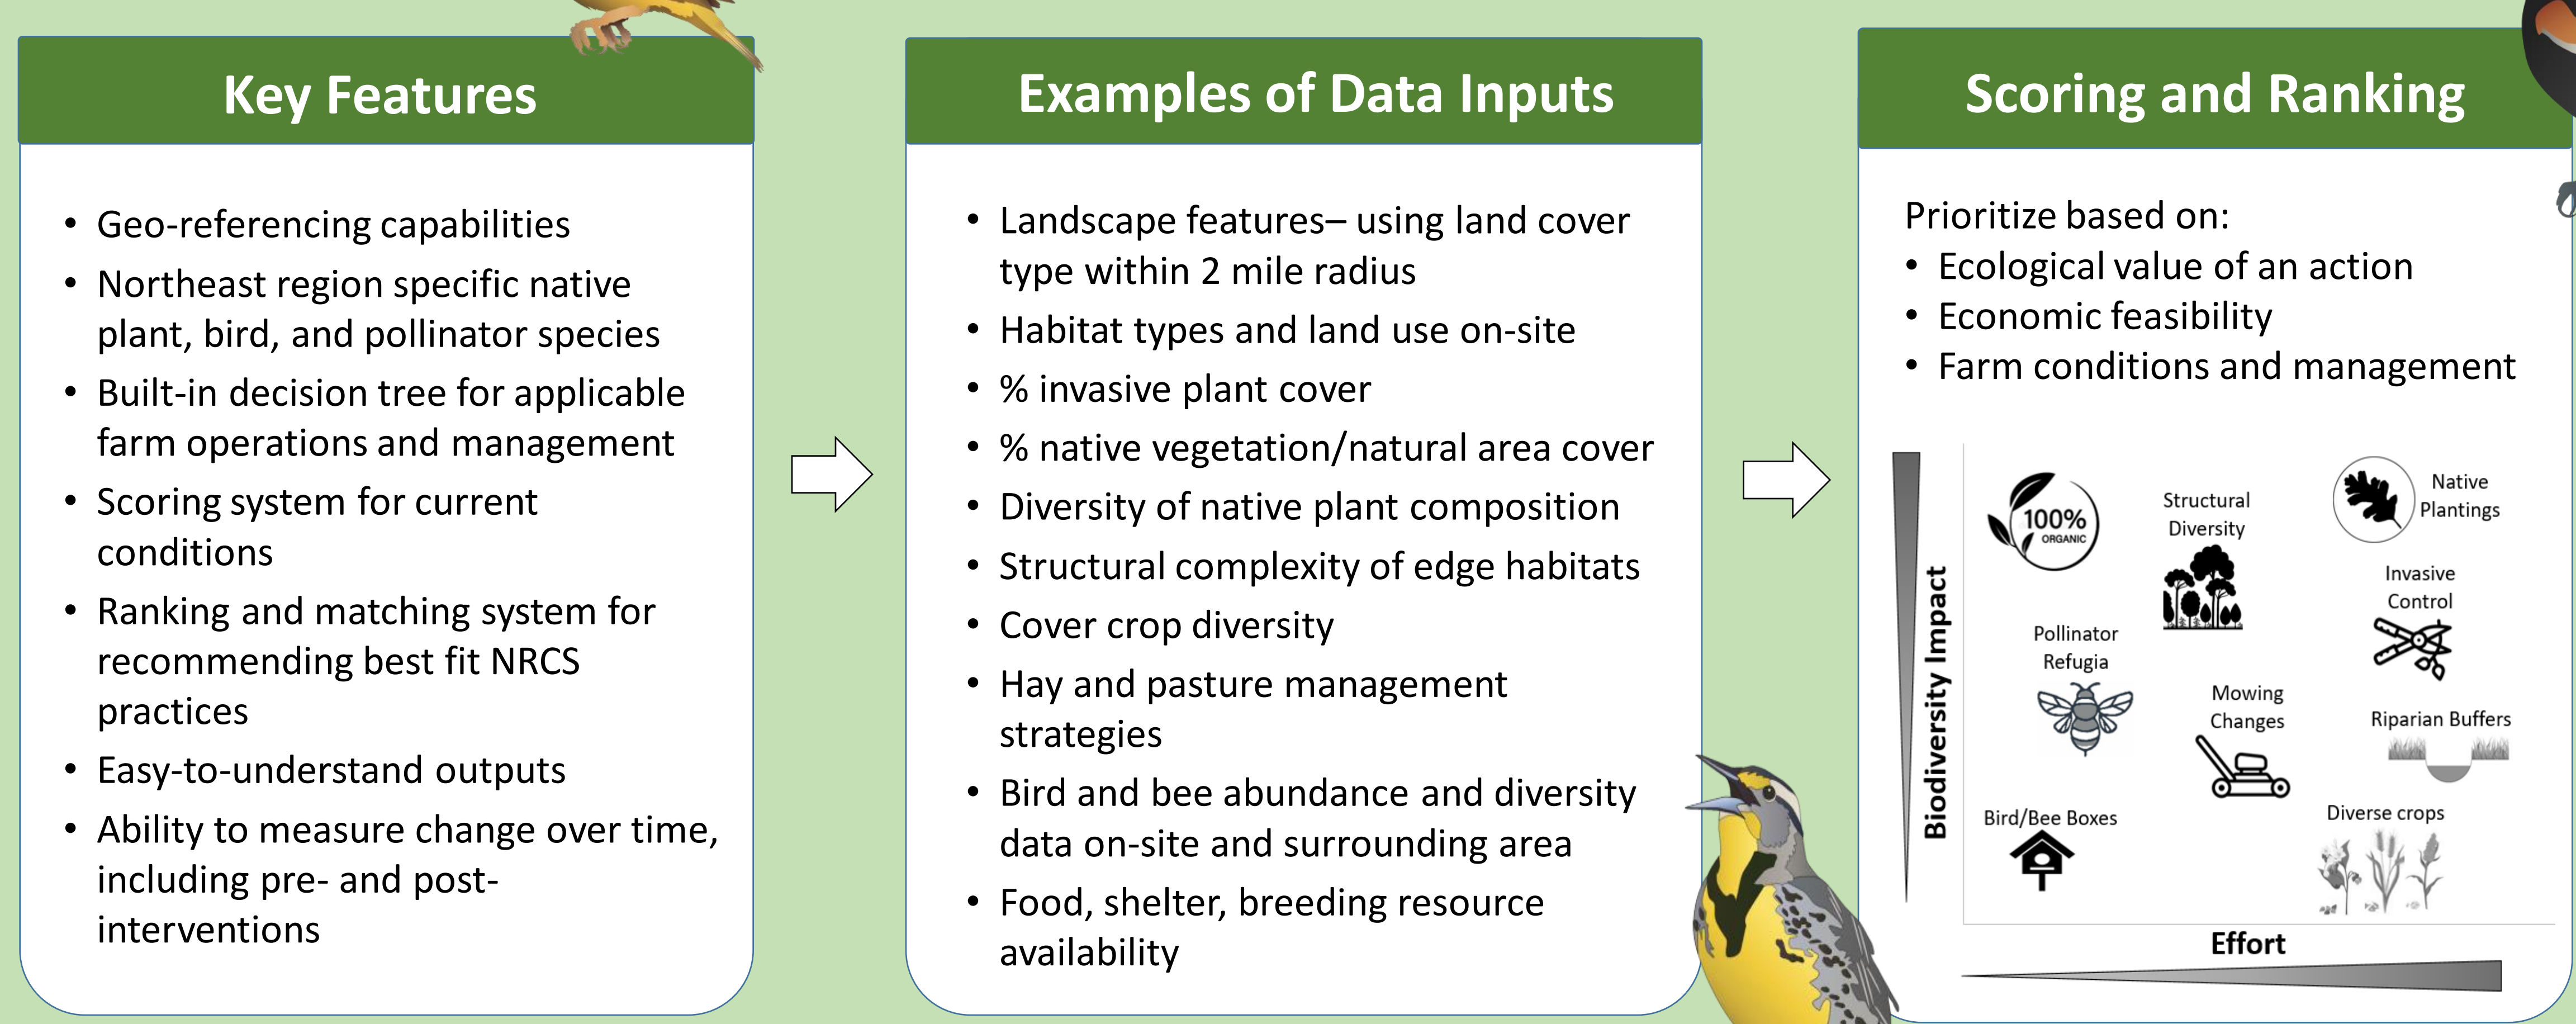 Key Features
• Geo-referencing capabilities
• Northeast region specific native
plant, bird, and pollinator species
• Built-in decision tree for applicable
farm operations and management
• Scoring system for current
conditions
• Ranking and matching system for
recommending best fit NRCS
practices
• Easy-to-understand outputs
• Ability to measure change over time,
including pre- and post-
interventions
Examples of Data Inputs
• Landscape features– using land cover
type within 2 mile radius
• Habitat types and land use on-site
• % invasive plant cover
• % native vegetation/natural area cover
• Diversity of native plant composition
• Structural complexity of edge habitats
• Cover crop diversity
• Hay and pasture management
strategies
• Bird and bee abundance and diversity
data on-site and surrounding area
• Food, shelter, breeding resource
availability
Scoring and Ranking
Prioritize based on:
• Ecological value of an action
• Economic feasibility
• Farm conditions and management
Biodiversity Impact
100%
ORGANIC
Structural
Diversity
Native
Plantings
Invasive
Control
Pollinator
Refugia
Mowing
Changes
Riparian Buffers
Bird/Bee Boxes
Diverse crops
Effort